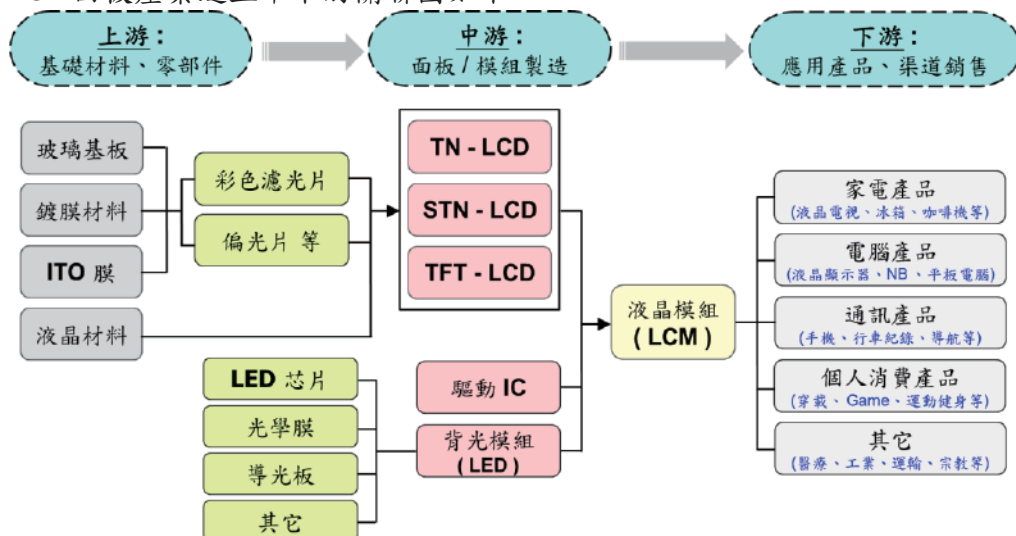 上游：
基礎材料、零部件
中游：
面板 / 模組製造
下游：
應用產品、渠道銷售
玻璃基板
鍍膜材料
ITO 膜
液晶材料
彩色濾光片
偏光片 等
TN - LCD
STN - LCD
TFT - LCD
LED 芯片
光學膜
導光板
其它
驅動 IC
背光模組
( LED )
液晶模組
( LCM )
家電產品
(液晶電視、冰箱、咖啡機等)
電腦產品
(液晶顯示器、NB、平板電腦)
通訊產品
(手機、行車紀錄、導航等)
個人消費產品
(穿載、Game、運動健身等)
其它
(醫療、工業、運輸、宗教等)